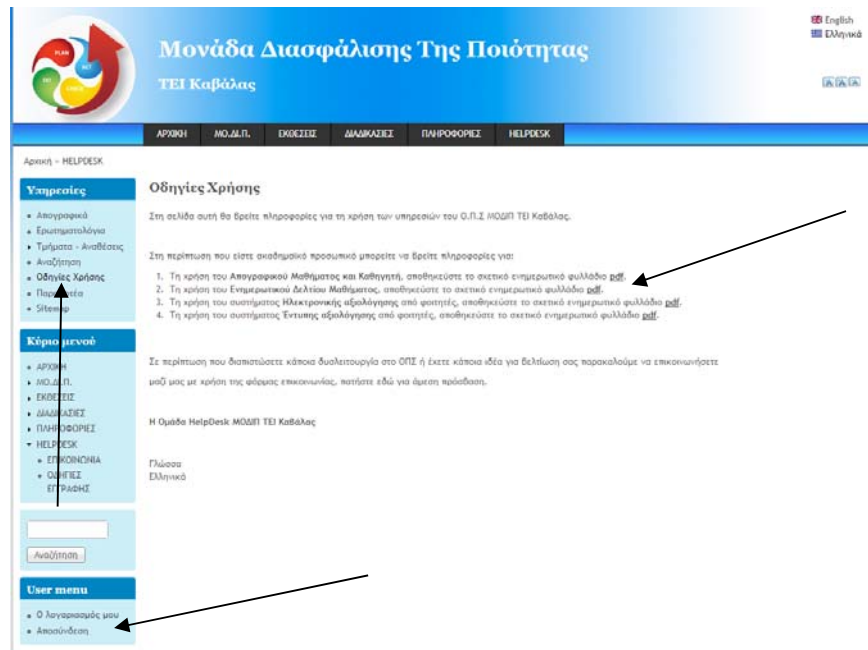 English
Ελληνικά
Μονάδα Διασφάλισης Της Ποιότητας
ΤΕΙ Καβάλας
PLAN
ACT
A A A
ΑΡΧΙΚΗ ΜΟ.ΔΙ.Π. ΕΚΘΕΣΕΙΣ ΔΙΑΔΙΚΑΣΙΕΣ ΠΛΗΡΟΦΟΡΙΕΣ HELPDESK
Αρχική » HELPDESK
Υπηρεσίες
Απογραφικά
Ερωτηματολόγια
Τμήματα - Αναθέσεις
Αναζήτηση
Οδηγίες Χρήσης
Sitemap
Κύριο μενού
ΑΡΧΙΚΗ
ΜΟ.ΔΙ.Π.
ΕΚΘΕΣΕΙΣ
ΔΙΑΔΙΚΑΣΙΕΣ
ΠΛΗΡΟΦΟΡΙΕΣ
HELPDESK
ΕΠΙΚΟΙΝΩΝΙΑ
ΟΔΗΓΙΕΣ
ΕΓΓΡΑΦΗΣ
Αναζήτηση
User menu
Ο λογαριασμός μου
Αποσύνδεση
Οδηγίες Χρήσης
Στη σελίδα αυτή θα βρείτε πληροφορίες για τη χρήση των υπηρεσιών του Ο.Π.Σ ΜΟΔΙΠ ΤΕΙ Καβάλας.
Στη περίπτωση που είστε ακαδημαϊκό προσωπικό μπορείτε να βρείτε πληροφορίες για:
1. Τη χρήση του Απογραφικού Μαθήματος και Καθηγητή, αποθηκεύστε το σχετικό ενημερωτικό φυλλάδιο pdf.
2. Τη χρήση του Ενημερωτικού Δελτίου Μαθήματος, αποθηκεύστε το σχετικό ενημερωτικό φυλλάδιο pdf.
3. Τη χρήση του συστήματος Ηλεκτρονικής αξιολόγησης από φοιτητές, αποθηκεύστε το σχετικό ενημερωτικό φυλλάδιο pdf.
4. Τη χρήση του συστήματος Έντυπης αξιολόγησης από φοιτητές, αποθηκεύστε το σχετικό ενημερωτικό φυλλάδιο pdf.
Σε περίπτωση που διαπιστώσετε κάποια δυσλειτουργία στο ΟΠΣ ή έχετε κάποια ιδέα για βελτίωση σας παρακαλούμε να επικοινωνήσετε
μαζί μας με χρήση της φόρμας επικοινωνίας, πατήστε εδώ για άμεση πρόσβαση.
Η Ομάδα HelpDesk ΜΟΔΙΠ ΤΕΙ Καβάλας
Γλώσσα
Ελληνικά